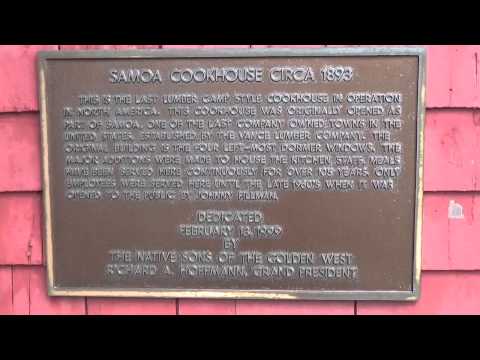 SAMOA COOKHOUSE CIRCA 1893
THIS IS THE LAST LUMBER CAMP STYLE COOKHOUSE IN OPERATION
IN NORTH AMERICA. THIS COOKHOUSE WAS ORIGINALLY OPENED AS
PART OF SAMOA, ONE OF THE LAST COMPANY OWNED TOWNS IN THE
UNITED STATES, ESTABLISHED BY THE VANCE LUMBER COMPANY. THE
ORIGINAL BUILDING IS THE FOUR LEFT-MOST DORMER WINDOWS. THE
MAJOR ADDITIONS WERE MADE TO HOUSE THE KITCHEN STAFF. MEALS
HAVE BEEN SERVED HERE CONTINUOUSLY FOR OVER 105 YEARS. ONLY
EMPLOYEES WERE SERVED HERE UNTIL THE LATE 1960'S WHEN IT WAS
OPENED TO THE PUBLIC BY JOHNNY FILLMAN.
DEDICATED
FEBRUARY 13, 1999
BY
THE NATIVE SONS OF THE GOLDEN WEST
RICHARD A. HOFFMANN, GRAND PRESIDENT